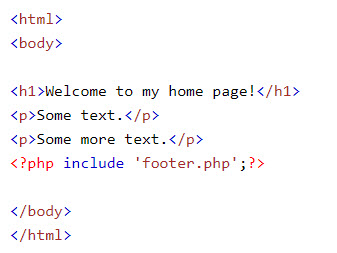 <html>
<body>

<h1>Welcome to my home page!</h1>
<p>Some text.</p>
<p>Some more text.</p>
<?php include 'footer.php';?>

</body>
</html>